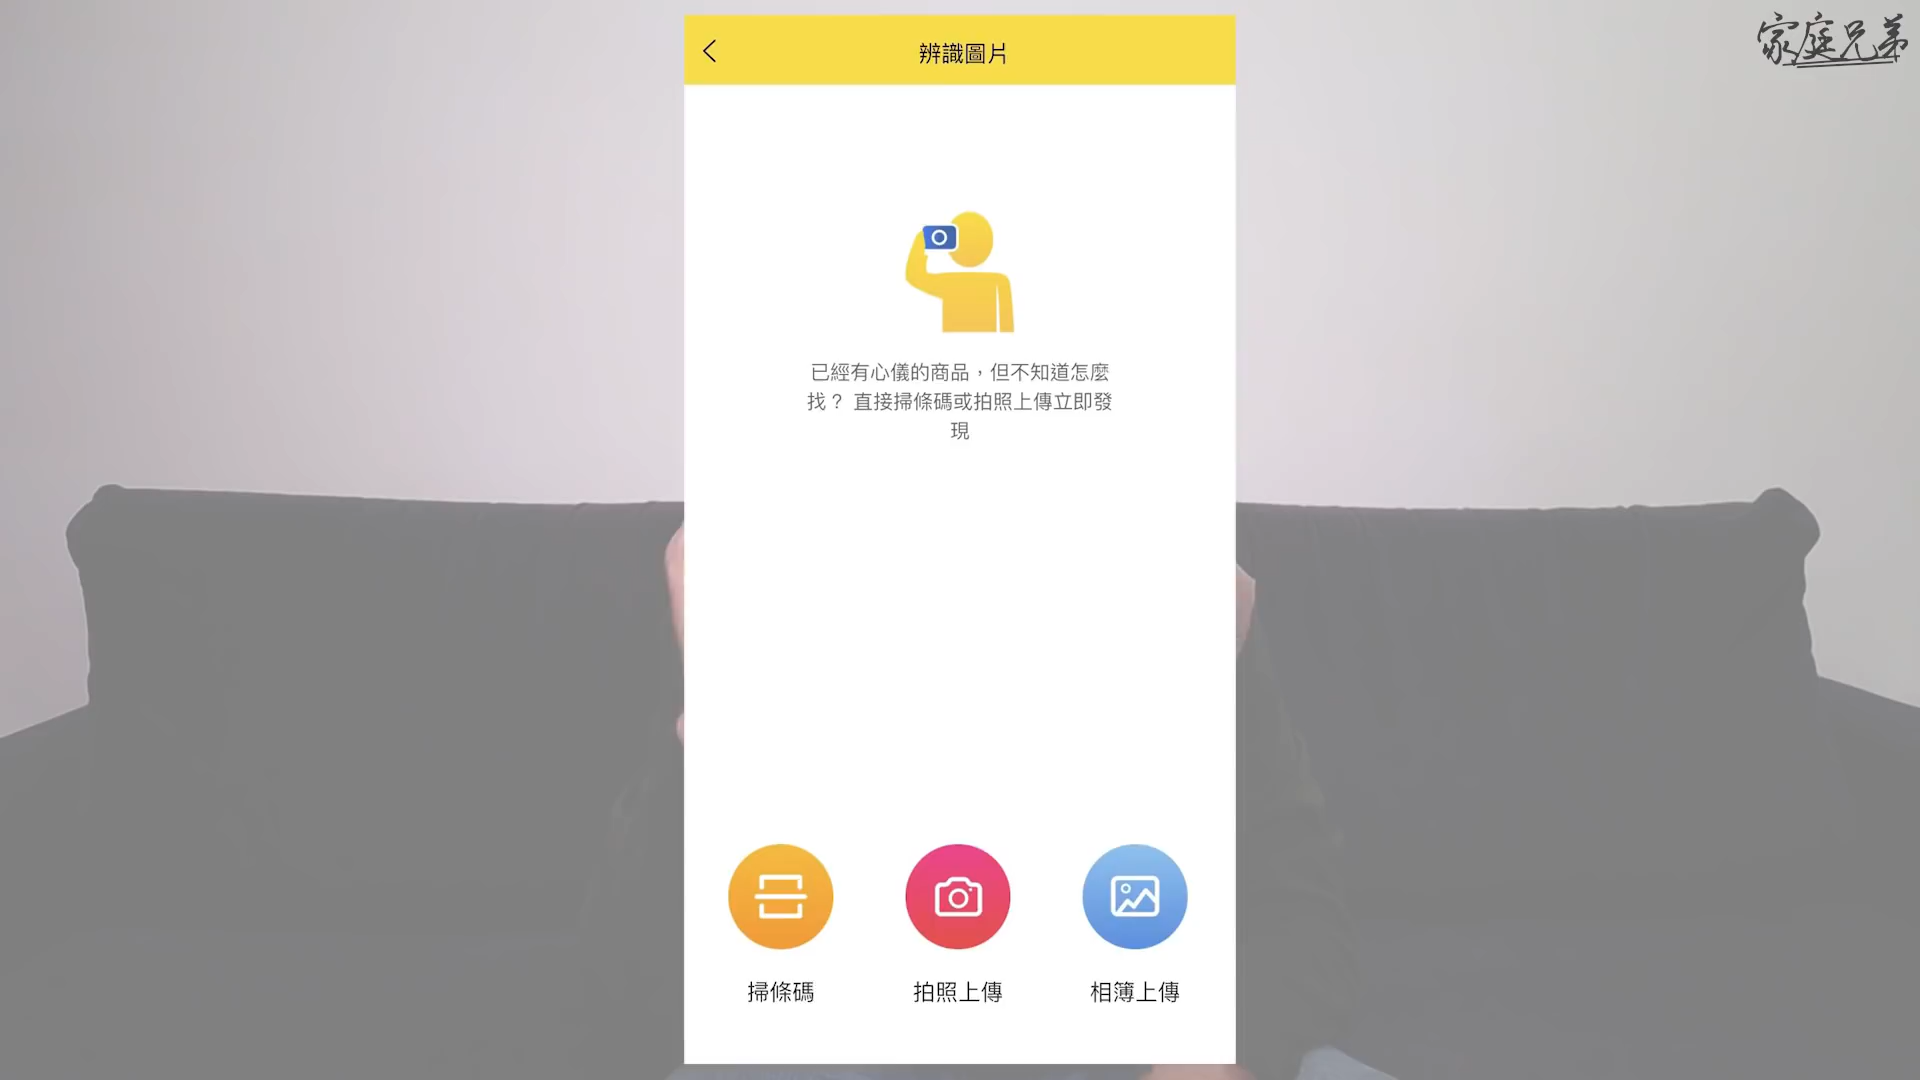 家庭兄弟
辨識圖片
已經有心儀的商品，但不知道怎麼
找？ 直接掃條碼或拍照上傳立即發
現
掃條碼
拍照上傳
相簿上傳